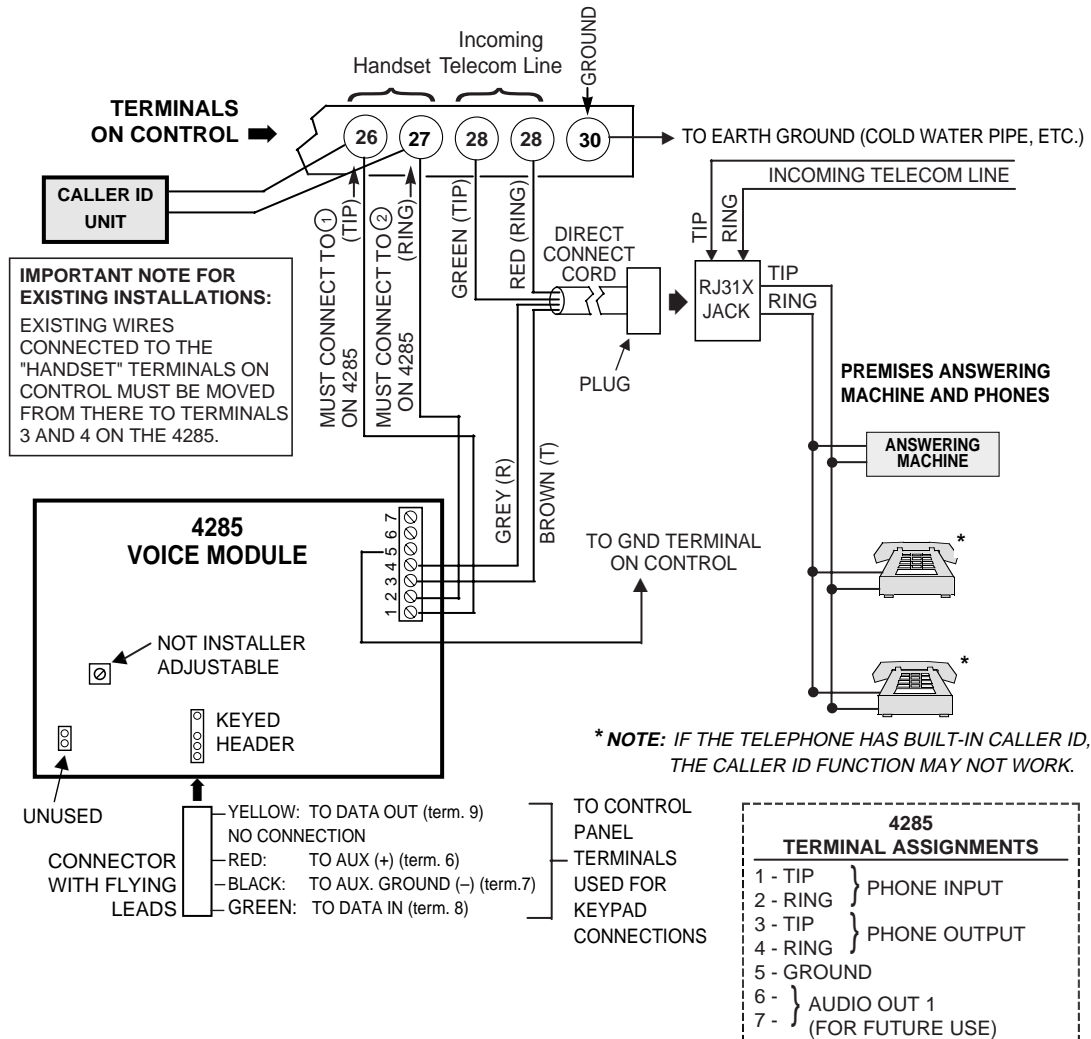 Incoming
Handset Telecom Line
GROUND
TERMINALS
ON CONTROL
26
27
28
28
30
TO EARTH GROUND (COLD WATER PIPE, ETC.)
CALLER ID
UNIT
INCOMING TELECOM LINE
TIP
RING
MUST CONNECT TO 1
(TIP)
ON 4285
MUST CONNECT TO 2
(RING)
ON 4285
GREEN (TIP)
RED (RING)
DIRECT
CONNECT
CORD
PLUG
RJ31X
JACK
TIP
RING
IMPORTANT NOTE FOR
EXISTING INSTALLATIONS:
EXISTING WIRES
CONNECTED TO THE
"HANDSET" TERMINALS ON
CONTROL MUST BE MOVED
FROM THERE TO TERMINALS
3 AND 4 ON THE 4285.
PREMISES ANSWERING
MACHINE AND PHONES
ANSWERING
MACHINE
*
*
GREY (R)
BROWN (T)
4285
VOICE MODULE
1 2 3 4 5 6 7
TO GND TERMINAL
ON CONTROL
NOT INSTALLER
ADJUSTABLE
KEYED
HEADER
UNUSED
* NOTE: IF THE TELEPHONE HAS BUILT-IN CALLER ID,
THE CALLER ID FUNCTION MAY NOT WORK.
CONNECTOR
WITH FLYING
LEADS
YELLOW: TO DATA OUT (term. 9)
NO CONNECTION
RED: TO AUX (+) (term. 6)
BLACK: TO AUX. GROUND (–) (term.7)
GREEN: TO DATA IN (term. 8)
TO CONTROL
PANEL
TERMINALS
USED FOR
KEYPAD
CONNECTIONS
4285
TERMINAL ASSIGNMENTS
1 - TIP
2 - RING
} PHONE INPUT
3 - TIP
4 - RING
} PHONE OUTPUT
5 - GROUND
6 -
7 -
} AUDIO OUT 1
(FOR FUTURE USE)